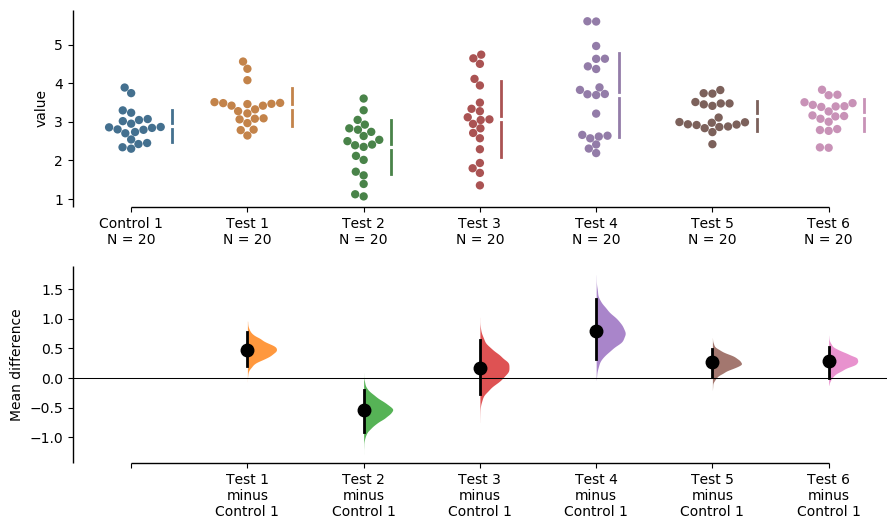 value
5
4
3
2
1
Control 1 Test 1 Test 2 Test 3 Test 4 Test 5 Test 6
N = 20 N = 20 N = 20 N = 20 N = 20 N = 20 N = 20
Mean difference
1.5
1.0
0.5
0.0
−0.5
−1.0
Test 1 Test 2 Test 3 Test 4 Test 5 Test 6
minus minus minus minus minus minus
Control 1 Control 1 Control 1 Control 1 Control 1 Control 1